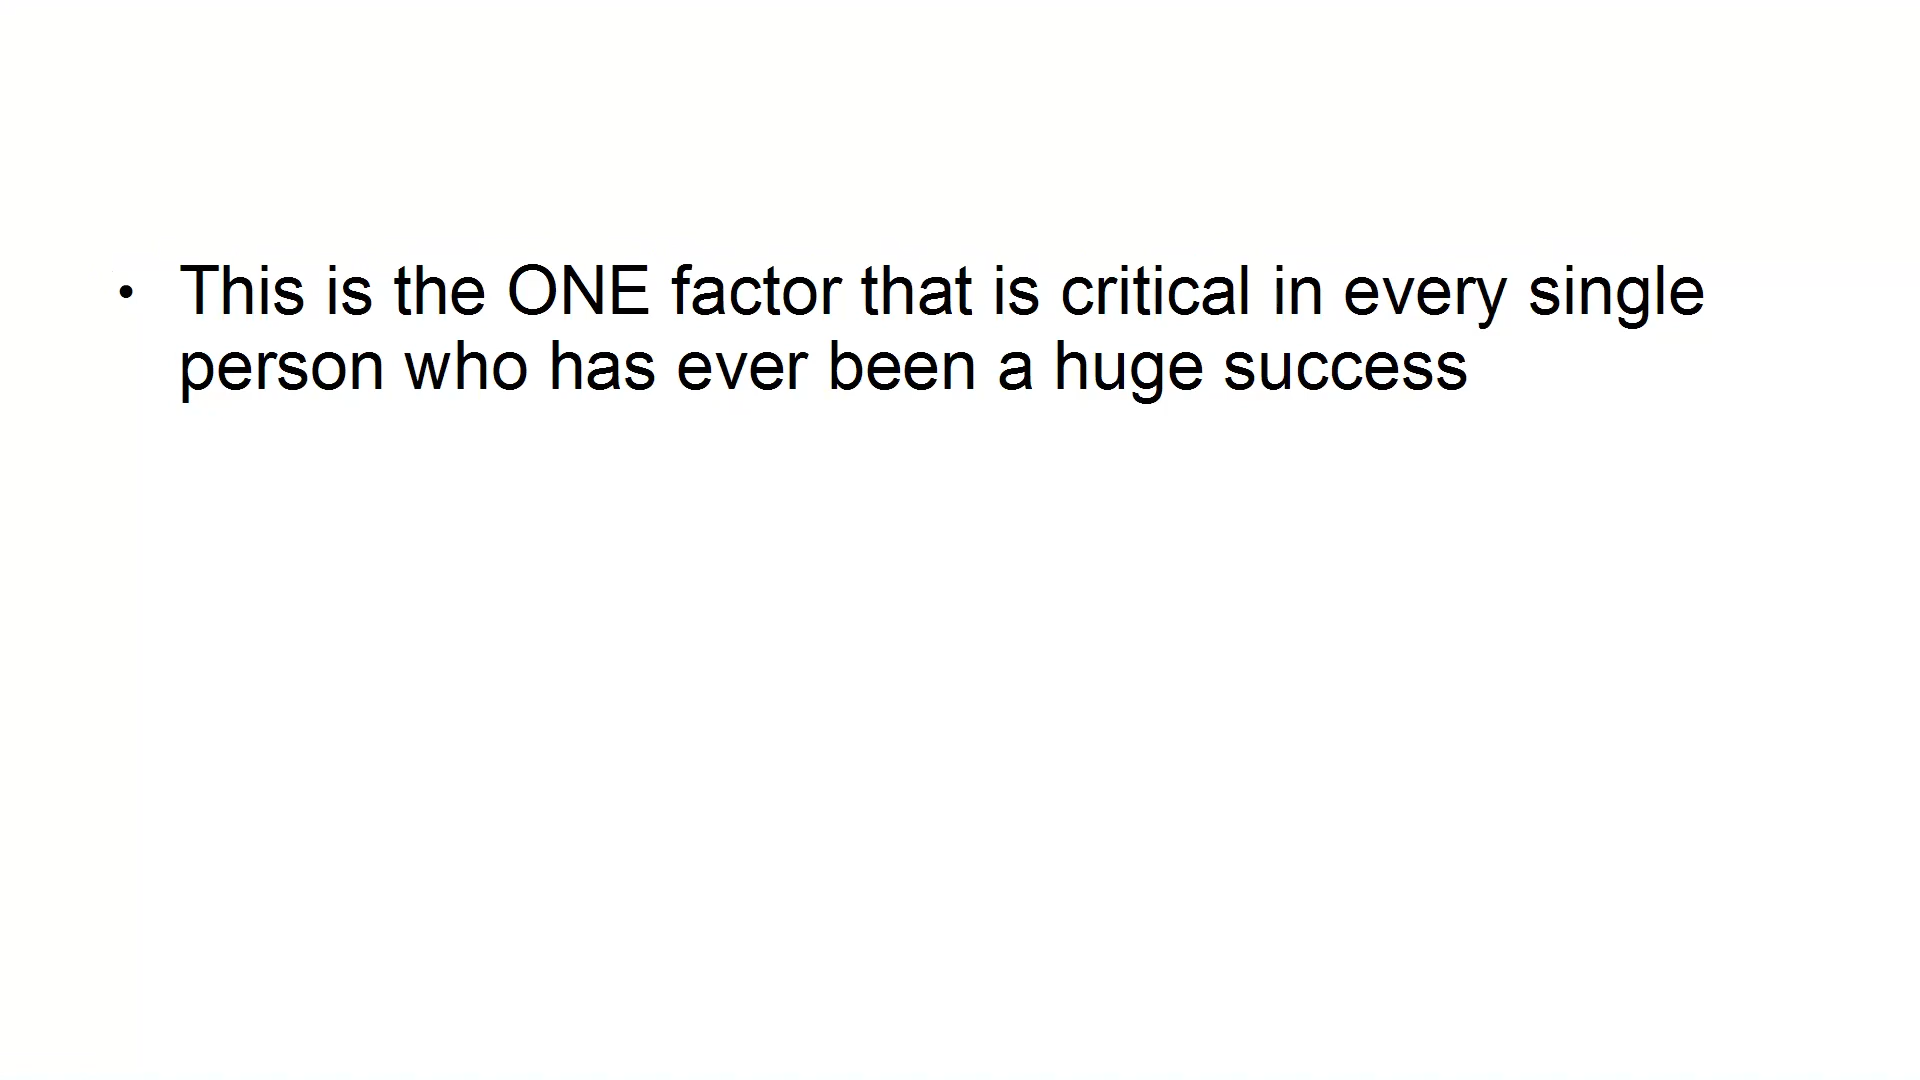 • This is the ONE factor that is critical in every single
person who has ever been a huge success